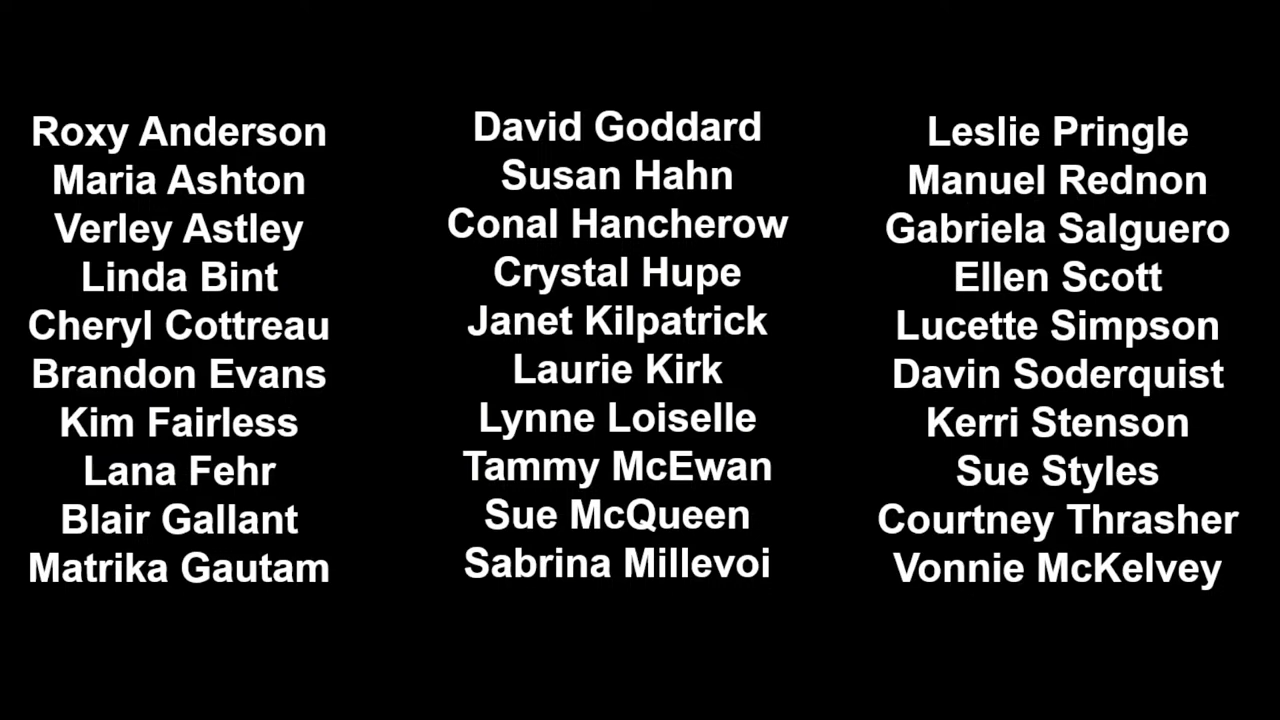 Roxy Anderson
Maria Ashton
Verley Astley
Linda Bint
Cheryl Cottreau
Brandon Evans
Kim Fairless
Lana Fehr
Blair Gallant
Matrika Gautam
David Goddard
Susan Hahn
Conal Hancherow
Crystal Hupe
Janet Kilpatrick
Laurie Kirk
Lynne Loiselle
Tammy McEwan
Sue McQueen
Sabrina Millevoi
Leslie Pringle
Manuel Rednon
Gabriela Salguero
Ellen Scott
Lucette Simpson
Davin Soderquist
Kerri Stenson
Sue Styles
Courtney Thrasher
Vonnie McKelvey